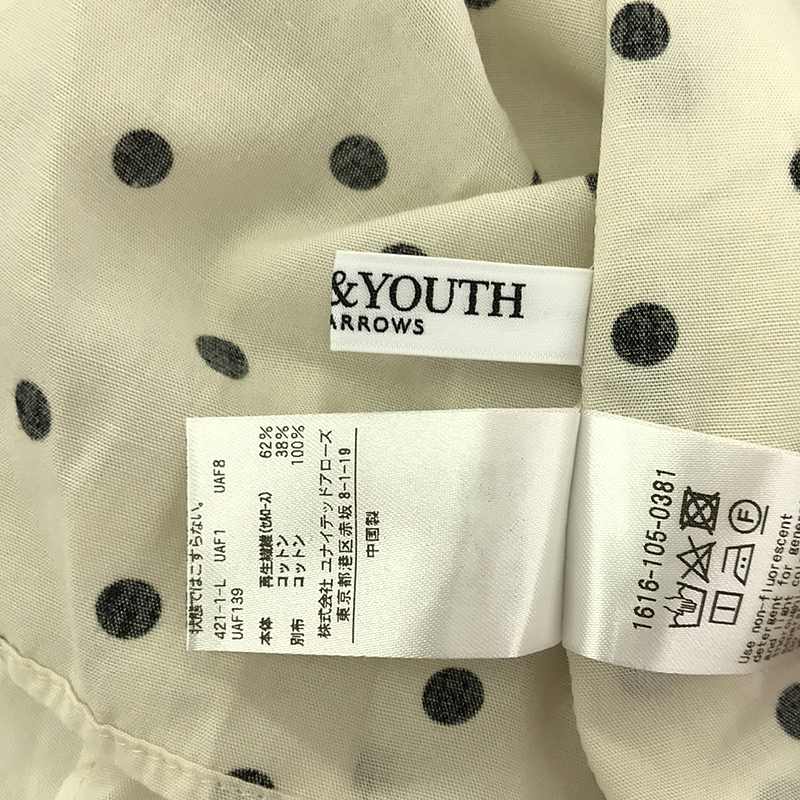 &YOUTH
ARROWS
状態ではこすらない。
421-1-L UAF1 UAF8
UAF139
本体 再生繊維(セルロース) 62%
コットン 38%
別布 コットン 100%
株式会社 ユナイテッドアローズ
東京都港区赤坂 8-1-19
中国製
1616-105-0381
F
Use non-fluorescent
detergent for